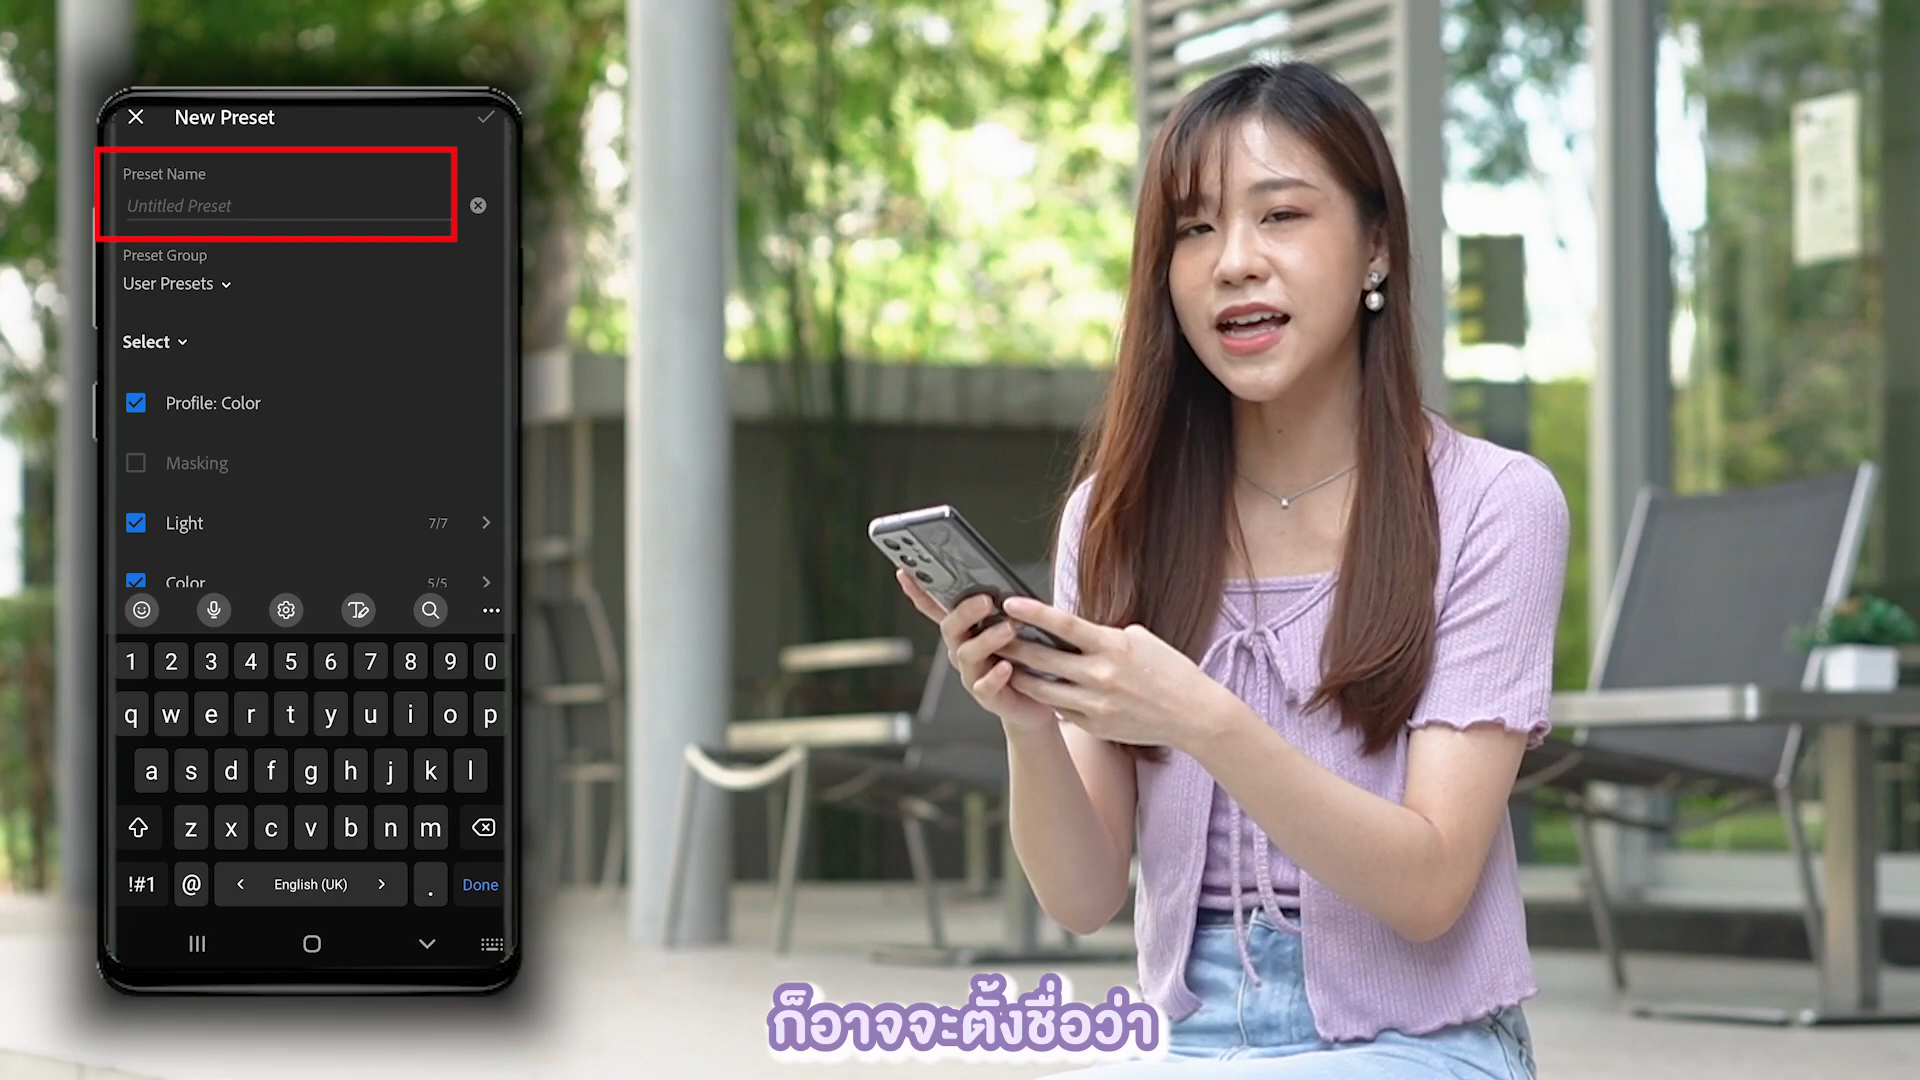 New Preset
Preset Name
Untitled Preset
Preset Group
User Presets
Select
Profile: Color
Masking
Light 7/7
Color 5/5
1 2 3 4 5 6 7 8 9 0
q w e r t y u i o p
a s d f g h j k l
z x c v b n m
!#1 @ < English (UK) > . Done
ก็อาจจะตั้งชื่อว่า